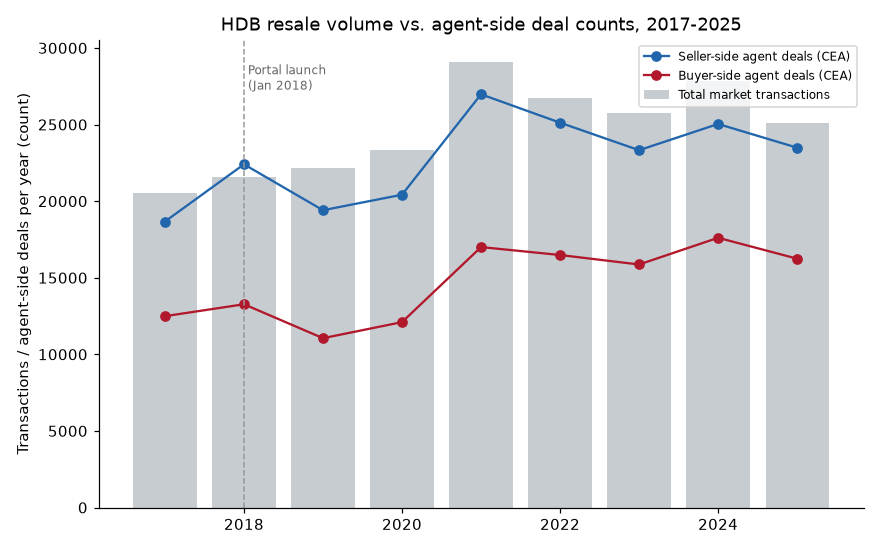 HDB resale volume vs. agent-side deal counts, 2017-2025
Transactions / agent-side deals per year (count)
30000
25000
20000
15000
10000
5000
0
Portal launch
(Jan 2018)
Seller-side agent deals (CEA)
Buyer-side agent deals (CEA)
Total market transactions
2018
2020
2022
2024